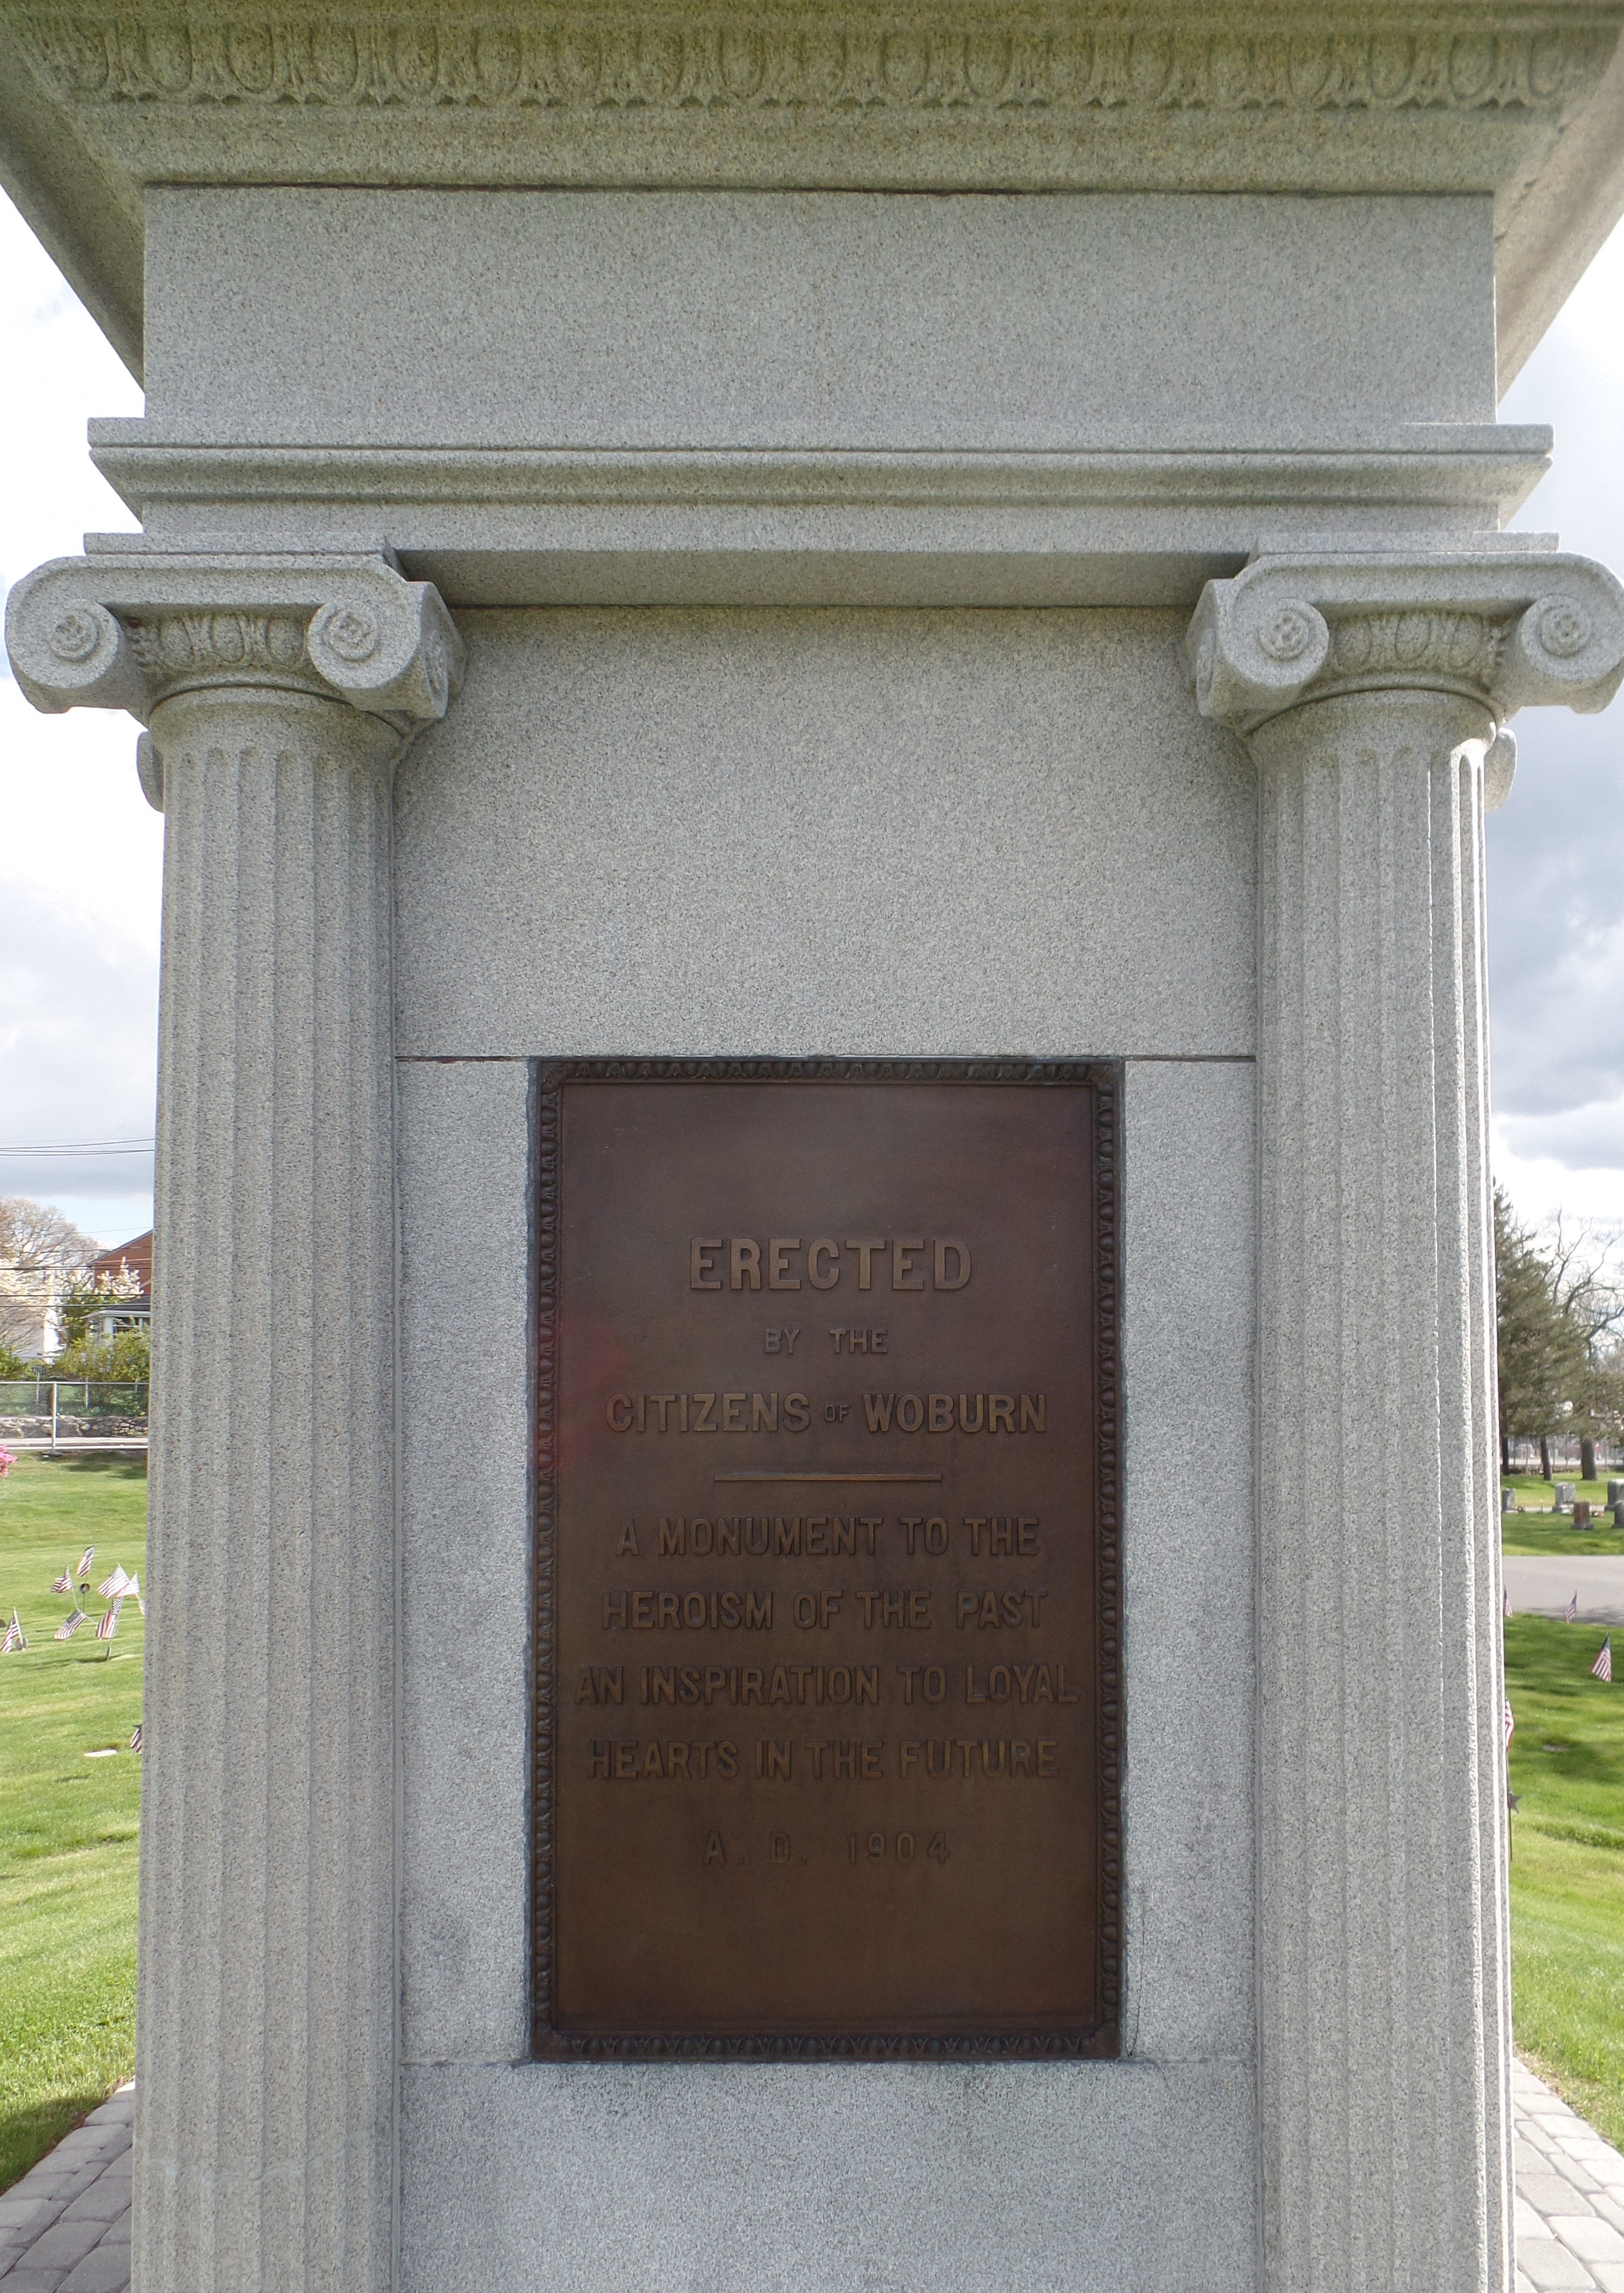 ERECTED
BY THE
CITIZENS OF WOBURN
A MONUMENT TO THE
HEROISM OF THE PAST
AN INSPIRATION TO LOYAL
HEARTS IN THE FUTURE
A. D. 1904